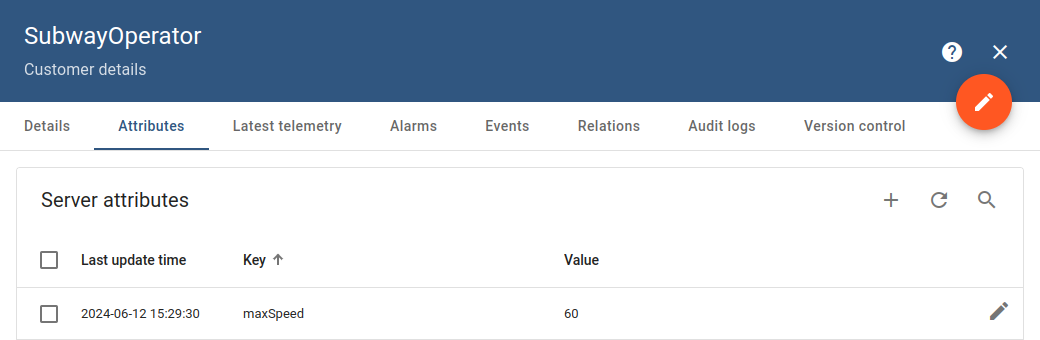 SubwayOperator
Customer details
?
Details Attributes Latest telemetry Alarms Events Relations Audit logs Version control
Server attributes
Last update time Key Value
2024-06-12 15:29:30 maxSpeed 60